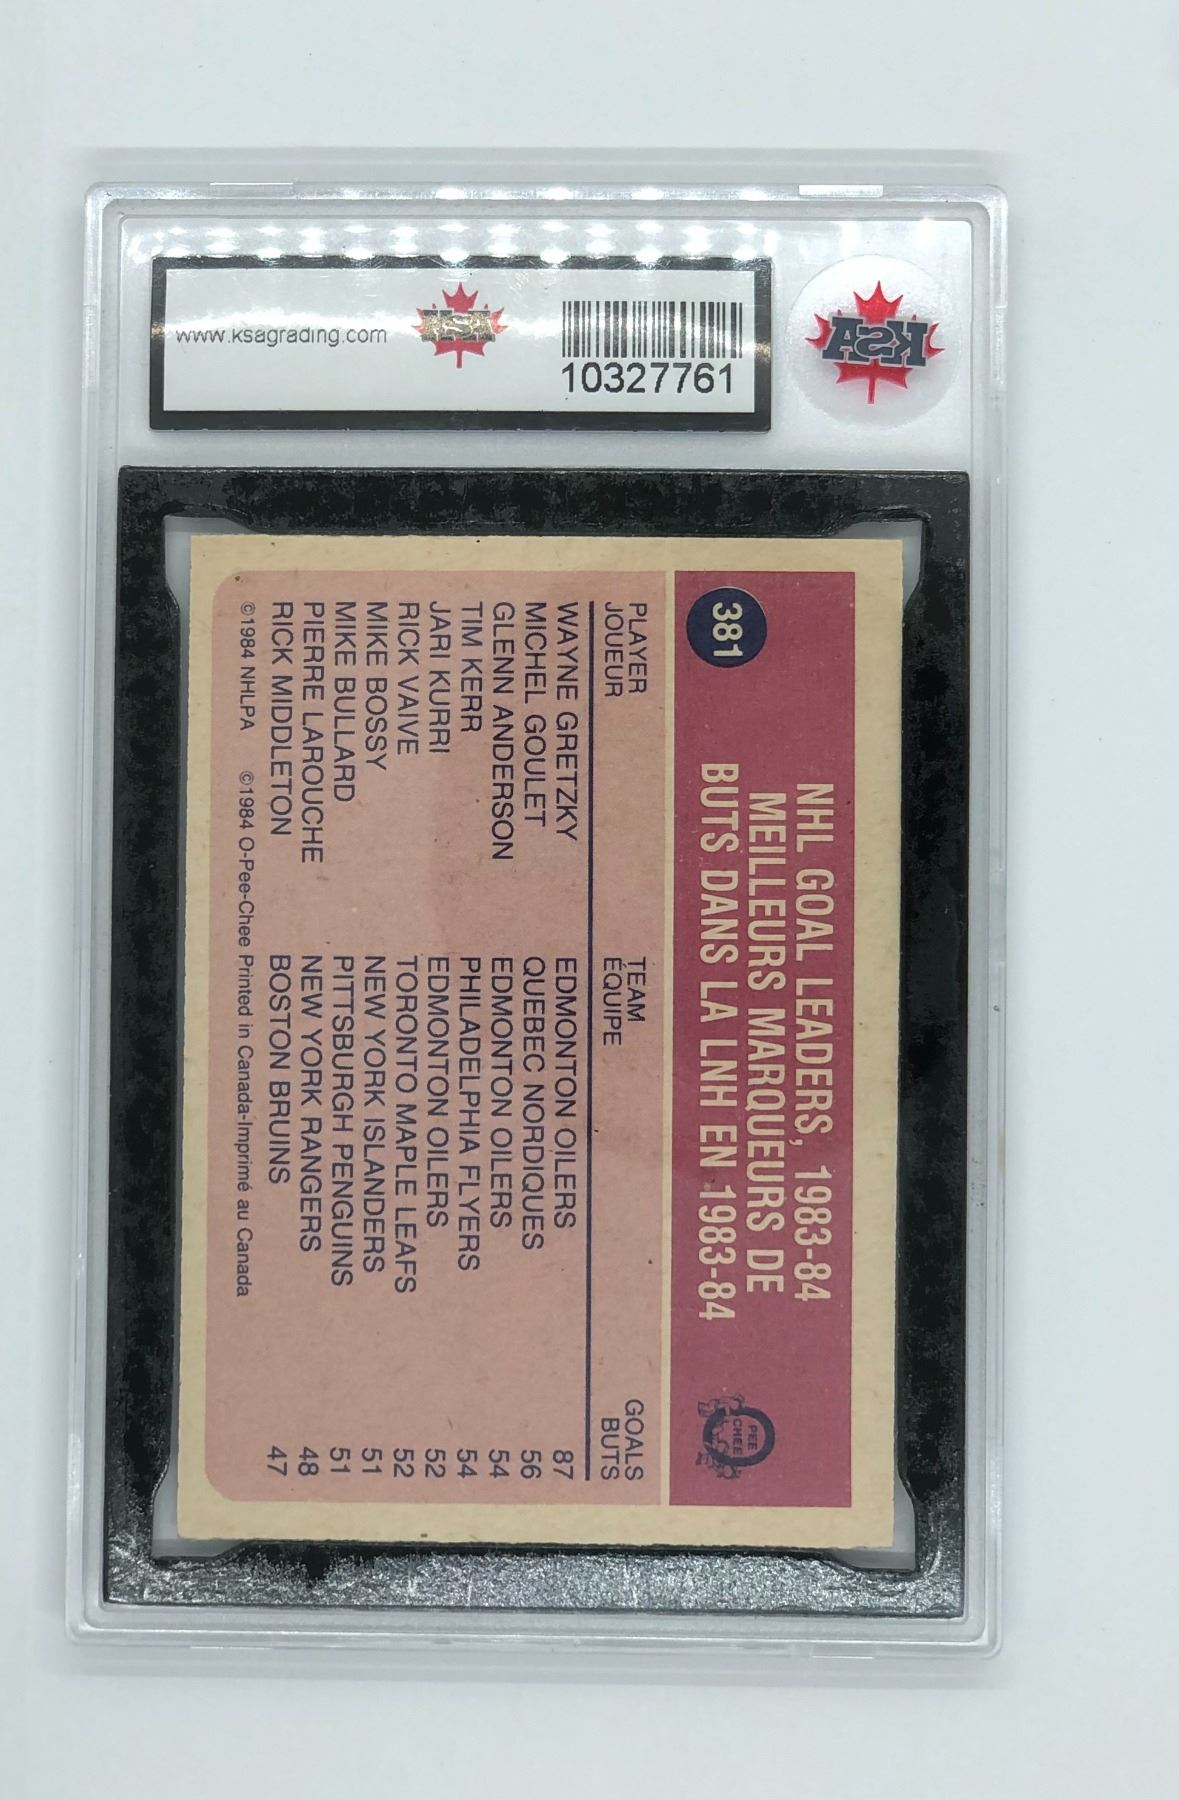 www.ksagrading.com
KSA
10327761
KSA
381
NHL GOAL LEADERS, 1983-84
MEILLEURS MARQUEURS DE
BUTS DANS LA LNH EN 1983-84
O
PEE
CHEE
PLAYER TEAM GOALS
JOUEUR ÉQUIPE BUTS
WAYNE GRETZKY EDMONTON OILERS 87
MICHEL GOULET QUEBEC NORDIQUES 56
GLENN ANDERSON EDMONTON OILERS 54
TIM KERR PHILADELPHIA FLYERS 54
JARI KURRI EDMONTON OILERS 52
RICK VAIVE TORONTO MAPLE LEAFS 52
MIKE BOSSY NEW YORK ISLANDERS 51
MIKE BULLARD PITTSBURGH PENGUINS 51
PIERRE LAROUCHE NEW YORK RANGERS 48
RICK MIDDLETON BOSTON BRUINS 47
©1984 NHLPA ©1984 O-Pee-Chee Printed in Canada-Imprimé au Canada